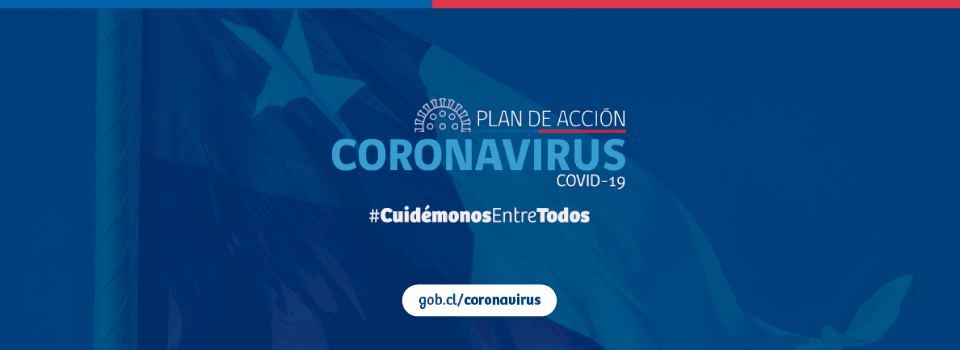 PLAN DE ACCIÓN
CORONAVIRUS
COVID-19
#CuidémonosEntreTodos
gob.cl/coronavirus